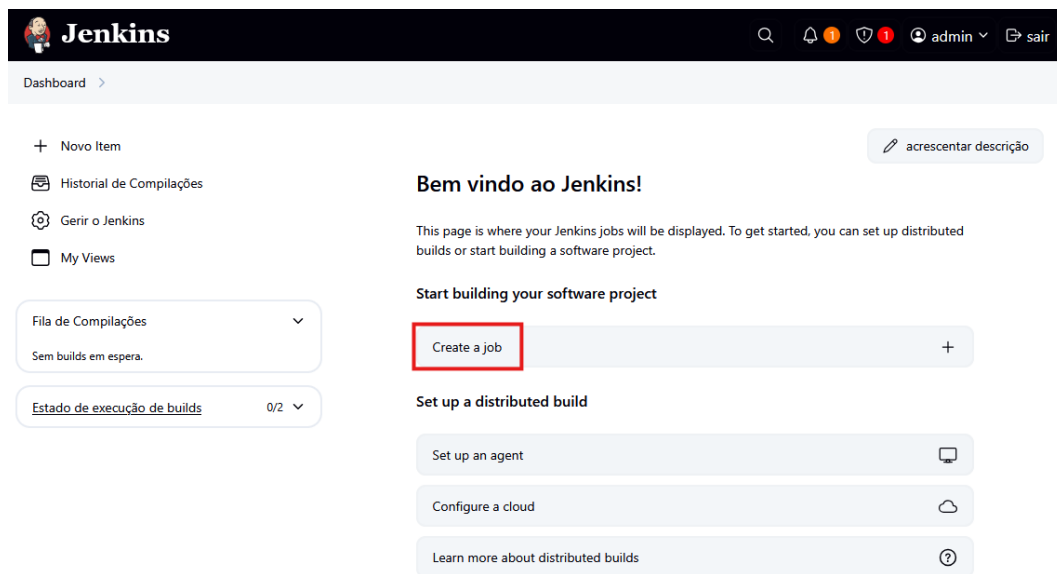 Jenkins
1
1
admin
sair
Dashboard
Novo Item
Historial de Compilações
Gerir o Jenkins
My Views
Fila de Compilações
Sem builds em espera.
Estado de execução de builds
0/2
acrescentar descrição
Bem vindo ao Jenkins!
This page is where your Jenkins jobs will be displayed. To get started, you can set up distributed
builds or start building a software project.
Start building your software project
Create a job
Set up a distributed build
Set up an agent
Configure a cloud
Learn more about distributed builds